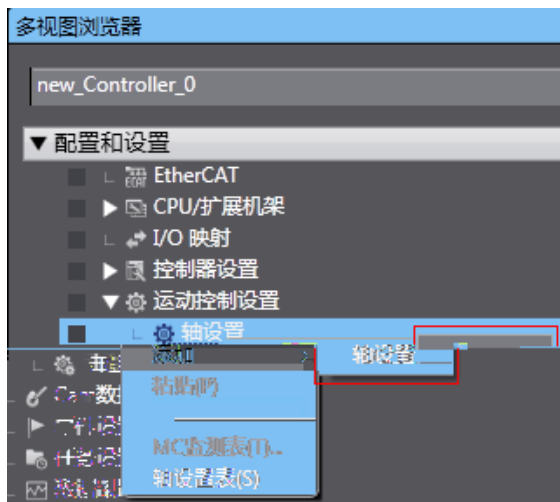 多视图浏览器
new_Controller_0
▼ 配置和设置
EtherCAT
CPU/扩展机架
I/O 映射
控制器设置
运动控制设置
轴设置
添加
轴设置
粘贴(P)
MC监测表(T)...
轴设置表(S)